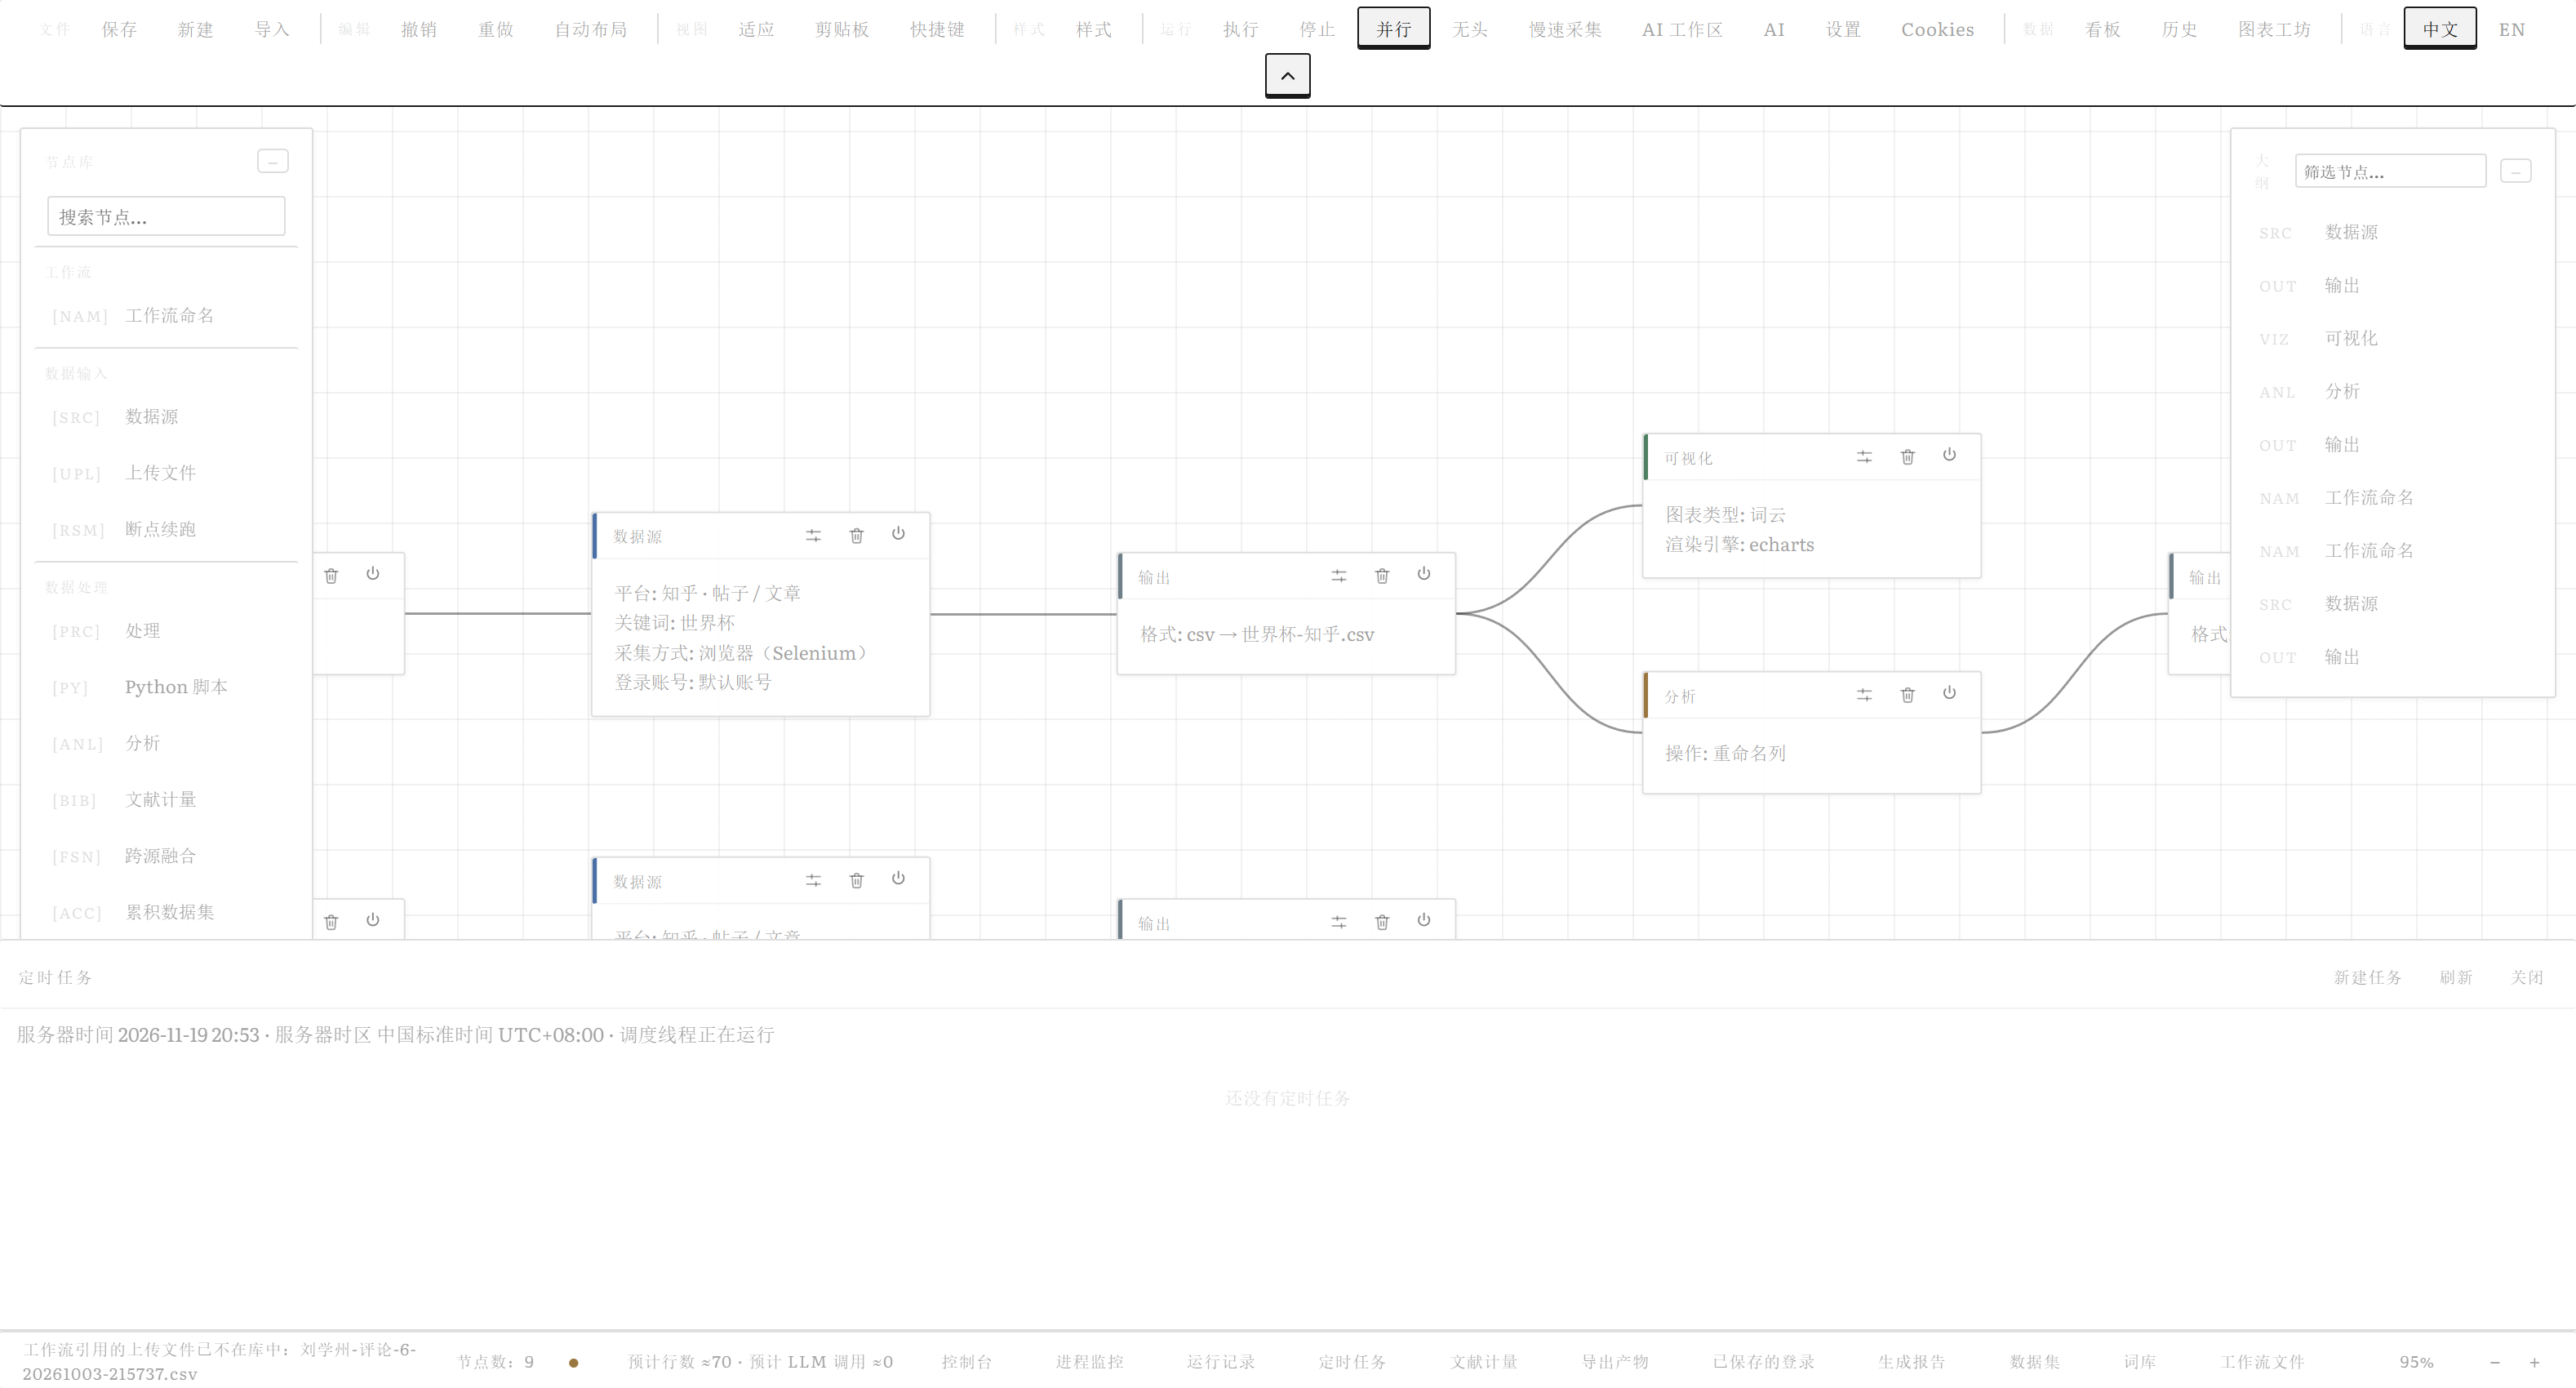 文件 保存 新建 导入 编辑 撤销 重做 自动布局 视图 适应 剪贴板 快捷键 样式 样式 运行 执行 停止 并行 无头 慢速采集 AI 工作区 AI 设置 Cookies 数据 看板 历史 图表工坊 语言 中文 EN
节点库
搜索节点...
工作流
[NAM] 工作流命名
数据输入
[SRC] 数据源
[UPL] 上传文件
[RSM] 断点续跑
数据处理
[PRC] 处理
[PY] Python 脚本
[ANL] 分析
[BIB] 文献计量
[FSN] 跨源融合
[ACC] 累积数据集
数据源
平台: 知乎 · 帖子 / 文章
关键词: 世界杯
采集方式: 浏览器（Selenium）
登录账号: 默认账号
输出
格式: csv → 世界杯-知乎.csv
可视化
图表类型: 词云
渲染引擎: echarts
分析
操作: 重命名列
输出
格式
数据源
平台: 知乎 · 帖子 / 文章
输出
大纲
筛选节点...
SRC 数据源
OUT 输出
VIZ 可视化
ANL 分析
OUT 输出
NAM 工作流命名
NAM 工作流命名
SRC 数据源
OUT 输出
定时任务 新建任务 刷新 关闭
服务器时间 2026-11-19 20:53 · 服务器时区 中国标准时间 UTC+08:00 · 调度线程正在运行
还没有定时任务
工作流引用的上传文件已不在库中：刘学州-评论-6-
20261003-215737.csv
节点数：9 预计行数 ≈70 · 预计 LLM 调用 ≈0 控制台 进程监控 运行记录 定时任务 文献计量 导出产物 已保存的登录 生成报告 数据集 词库 工作流文件 95% − +